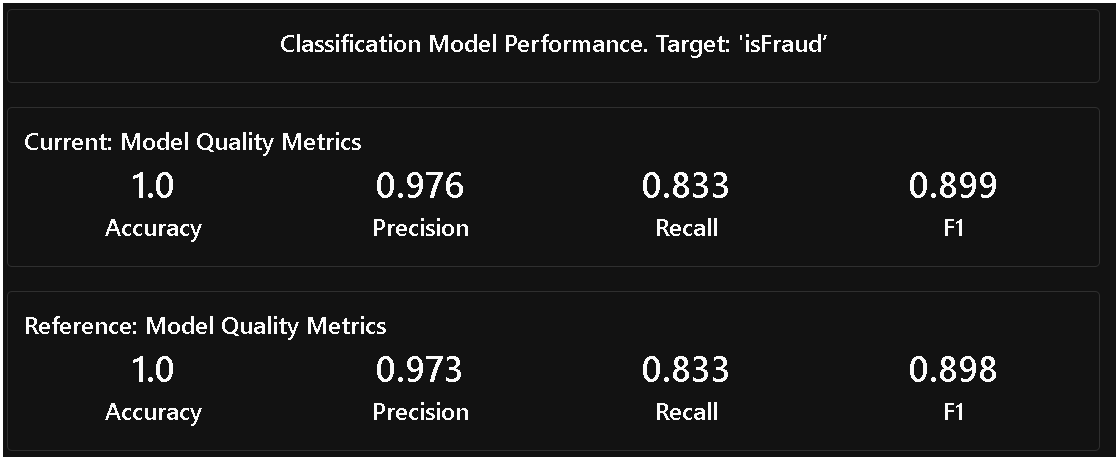 Classification Model Performance. Target: 'isFraud’
Current: Model Quality Metrics
1.0 0.976 0.833 0.899
Accuracy Precision Recall F1
Reference: Model Quality Metrics
1.0 0.973 0.833 0.898
Accuracy Precision Recall F1